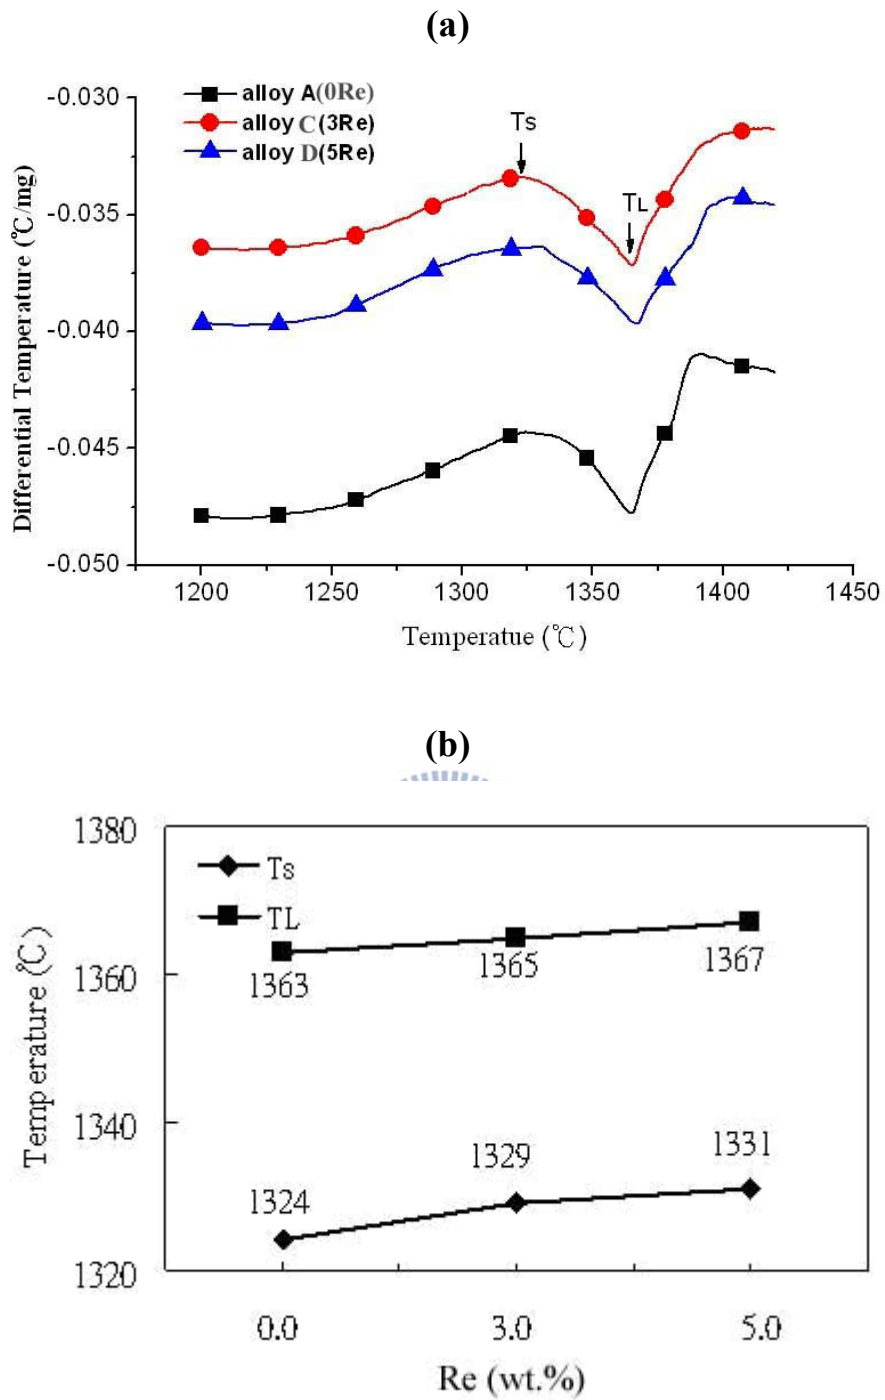 (a)
alloy A(0Re)
alloy C(3Re)
alloy D(5Re)
Ts
TL
-0.030
-0.035
-0.040
-0.045
-0.050
Differential Temperature (℃/mg)
1200
1250
1300
1350
1400
1450
Temperatue (℃)
(b)
Ts
TL
1380
1360
1340
1320
Temperature (℃)
1363
1365
1367
1324
1329
1331
0.0
3.0
5.0
Re (wt.%)